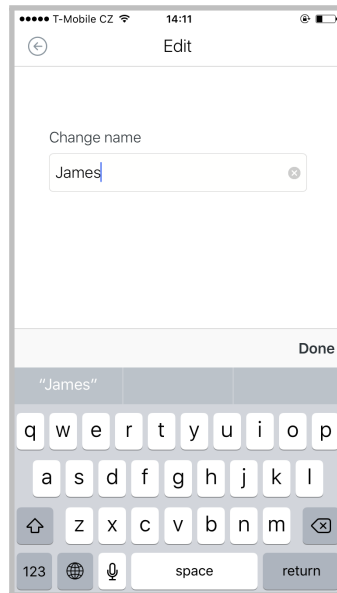 T-Mobile CZ 14:11
Edit
Change name
James
Done
“James”
q w e r t y u i o p
a s d f g h j k l
z x c v b n m
123 space return